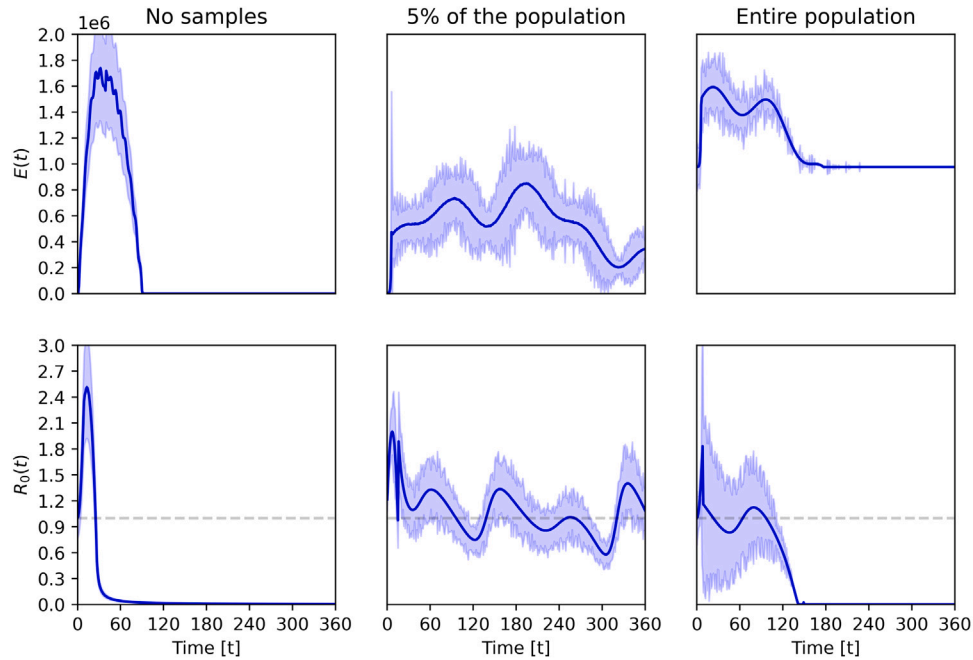 No samples
5% of the population
Entire population
1e6
2.0
1.8
1.6
1.4
1.2
1.0
0.8
0.6
0.4
0.2
0.0
E(t)
3.0
2.7
2.4
2.1
1.8
1.5
1.2
0.9
0.6
0.3
0.0
R₀(t)
0 60 120 180 240 300 360
0 60 120 180 240 300 360
0 60 120 180 240 300 360
Time [t]
Time [t]
Time [t]